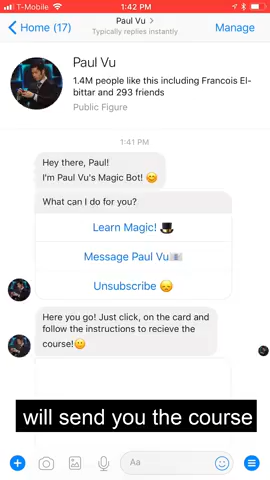 T-Mobile
1:42 PM
Home (17)
Paul Vu
Typically replies instantly
Manage
Paul Vu
1.4M people like this including Francois El-
bittar and 293 friends
Public Figure
1:41 PM
Hey there, Paul!
I'm Paul Vu's Magic Bot! 😊
What can I do for you?
Learn Magic! 🎩
Message Paul Vu📧
Unsubscribe 😞
Here you go! Just click, on the card and
follow the instructions to recieve the
course!🙂
will send you the course
Aa